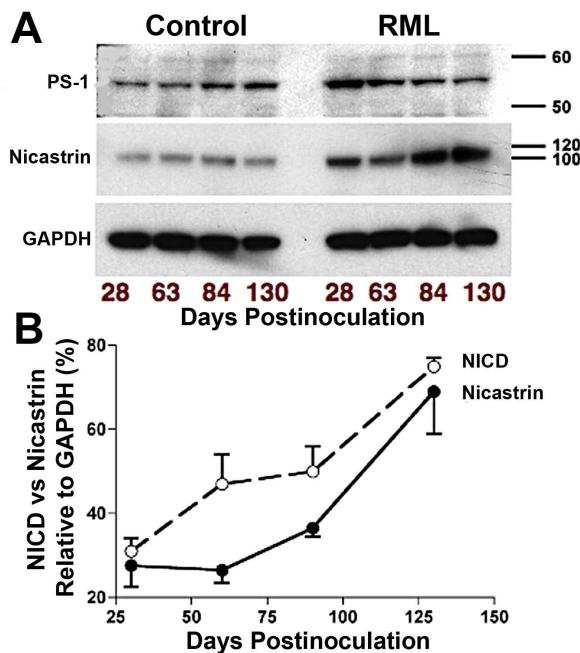 A
Control RML
PS-1
60
50
Nicastrin
120
100
GAPDH
28 63 84 130 28 63 84 130
Days Postinoculation
B
NICD vs Nicastrin
Relative to GAPDH (%)
80
60
40
20
NICD
Nicastrin
25 50 75 100 125 150
Days Postinoculation